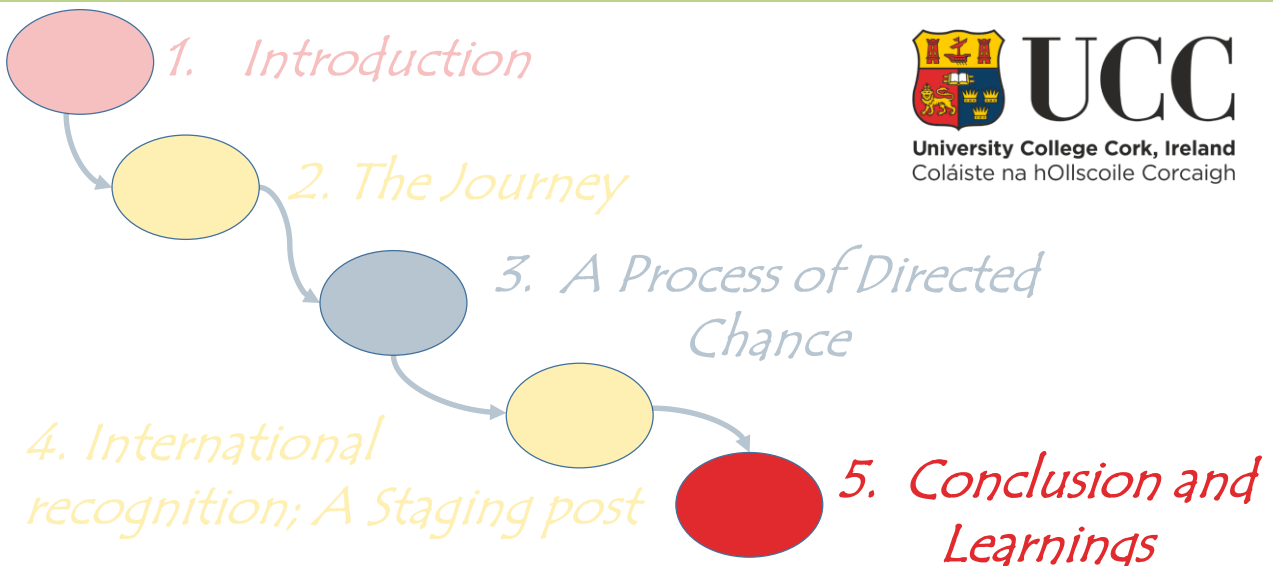 1. Introduction
UCC
University College Cork, Ireland
Coláiste na hOllscoile Corcaigh
2. The Journey
3. A Process of Directed
Chance
4. International
recognition; A Staging post
5. Conclusion and
Learnings